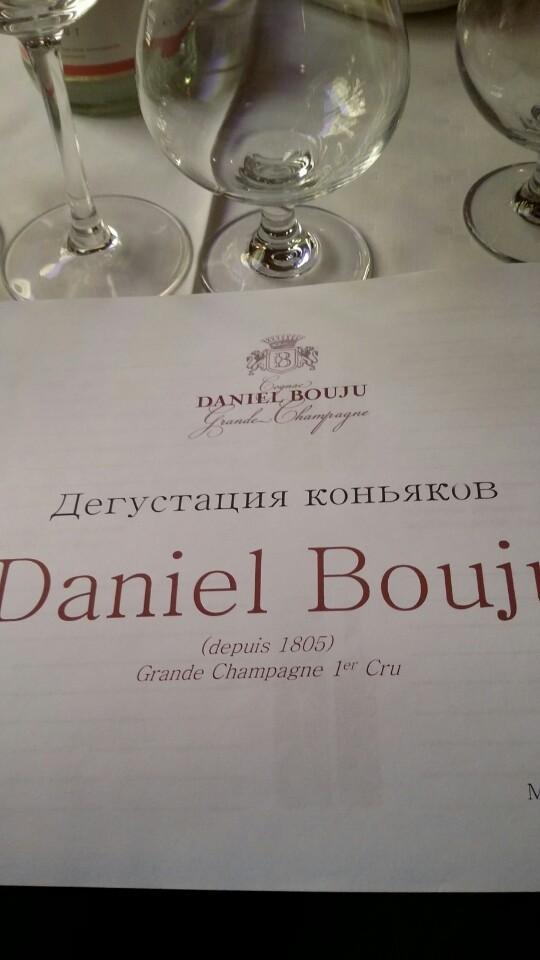 B
Cognac
DANIEL BOUJU
Grande Champagne
Дегустация коньяков
Daniel Bouju
(depuis 1805)
Grande Champagne 1er Cru
М